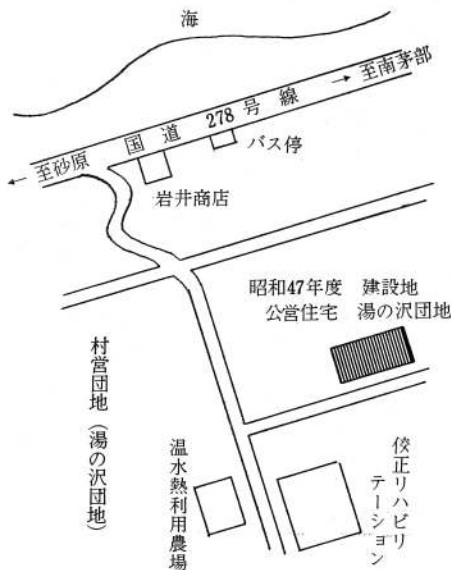 海
国道 278 号線
→ 至南茅部
← 至砂原
バス停
岩井商店
昭和47年度 建設地
公営住宅 湯の沢団地
村営団地(湯の沢団地)
温水熱利用農場
佼正リハビリ
テーション